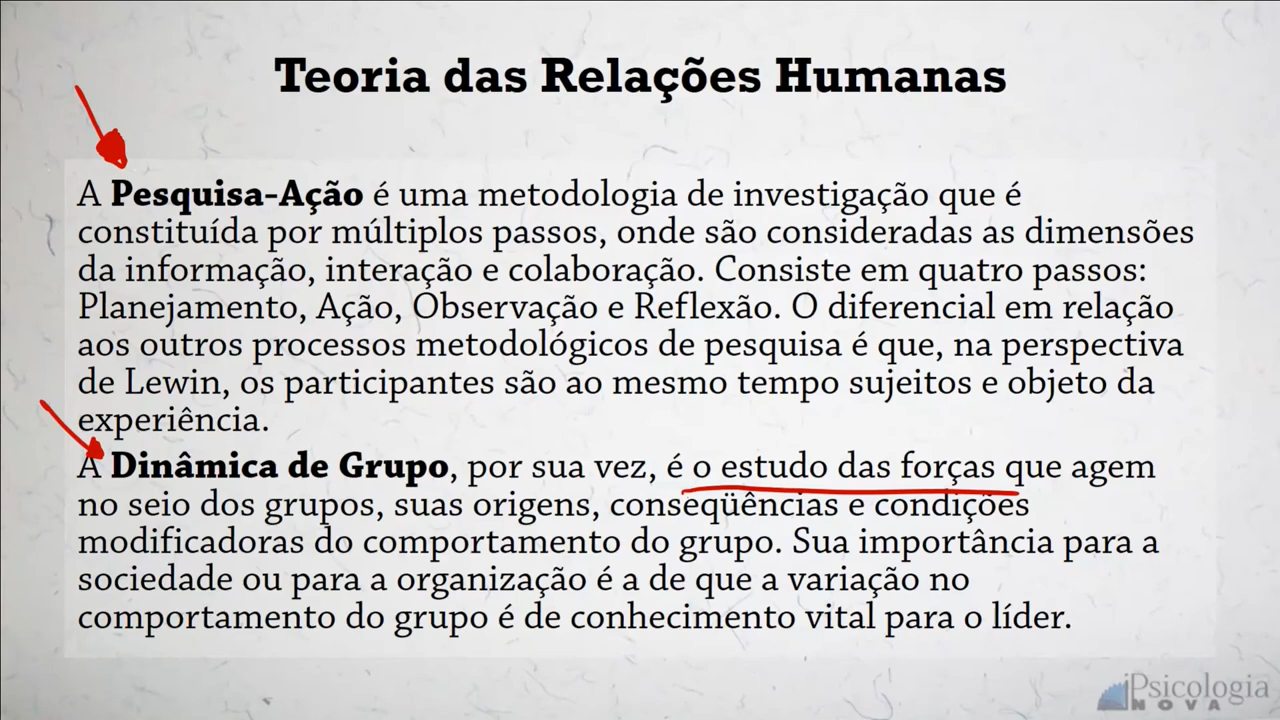 Teoria das Relações Humanas
A Pesquisa-Ação é uma metodologia de investigação que é
constituída por múltiplos passos, onde são consideradas as dimensões
da informação, interação e colaboração. Consiste em quatro passos:
Planejamento, Ação, Observação e Reflexão. O diferencial em relação
aos outros processos metodológicos de pesquisa é que, na perspectiva
de Lewin, os participantes são ao mesmo tempo sujeitos e objeto da
experiência.
A Dinâmica de Grupo, por sua vez, é o estudo das forças que agem
no seio dos grupos, suas origens, conseqüências e condições
modificadoras do comportamento do grupo. Sua importância para a
sociedade ou para a organização é a de que a variação no
comportamento do grupo é de conhecimento vital para o líder.
Psicologia
NOVA